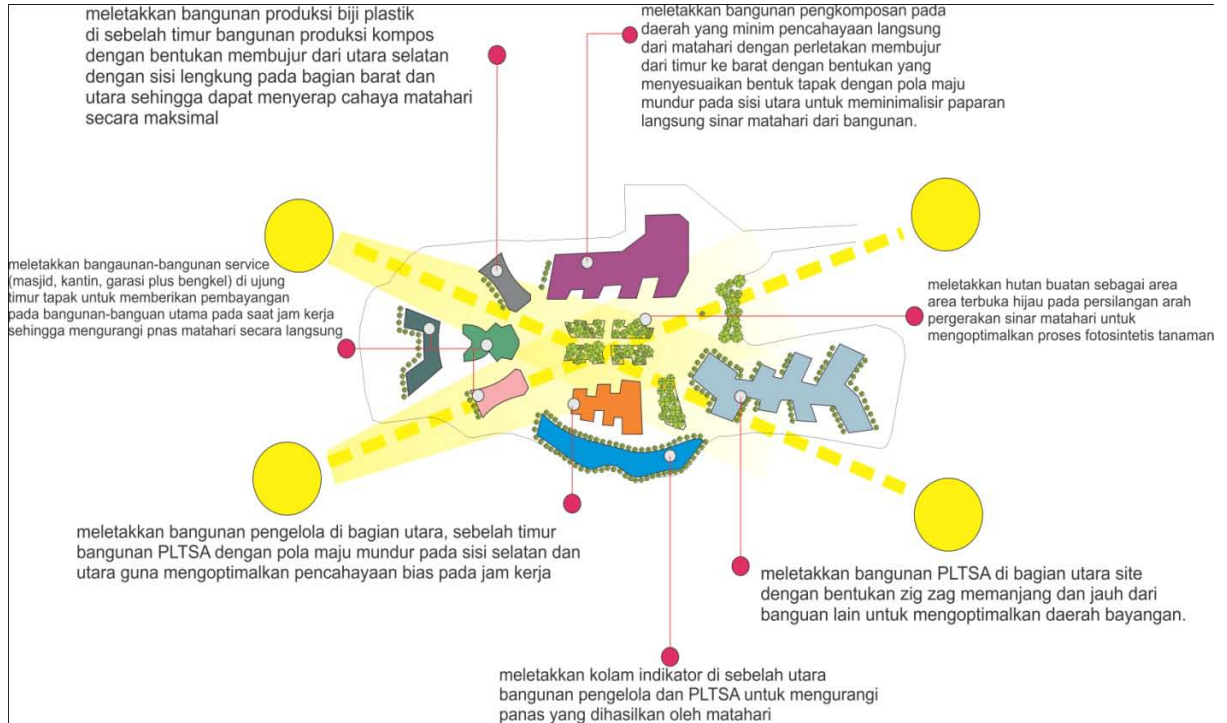 meletakkan bangunan produksi biji plastik
di sebelah timur bangunan produksi kompos
dengan bentukan membujur dari utara selatan
dengan sisi lengkung pada bagian barat dan
utara sehingga dapat menyerap cahaya matahari
secara maksimal
meletakkan bangunan pengkomposan pada
daerah yang minim pencahayaan langsung
dari matahari dengan perletakan membujur
dari timur ke barat dengan bentukan yang
menyesuaikan bentuk tapak dengan pola maju
mundur pada sisi utara untuk meminimalisir paparan
langsung sinar matahari dari bangunan.
meletakkan bangaunan-bangunan service
(masjid, kantin, garasi plus bengkel) di ujung
timur tapak untuk memberikan pembayangan
pada bangunan-banguan utama pada saat jam kerja
sehingga mengurangi pnas matahari secara langsung
meletakkan hutan buatan sebagai area
area terbuka hijau pada persilangan arah
pergerakan sinar matahari untuk
mengoptimalkan proses fotosintetis tanaman
meletakkan bangunan pengelola di bagian utara, sebelah timur
bangunan PLTSA dengan pola maju mundur pada sisi selatan dan
utara guna mengoptimalkan pencahayaan bias pada jam kerja
meletakkan bangunan PLTSA di bagian utara site
dengan bentukan zig zag memanjang dan jauh dari
banguan lain untuk mengoptimalkan daerah bayangan.
meletakkan kolam indikator di sebelah utara
bangunan pengelola dan PLTSA untuk mengurangi
panas yang dihasilkan oleh matahari